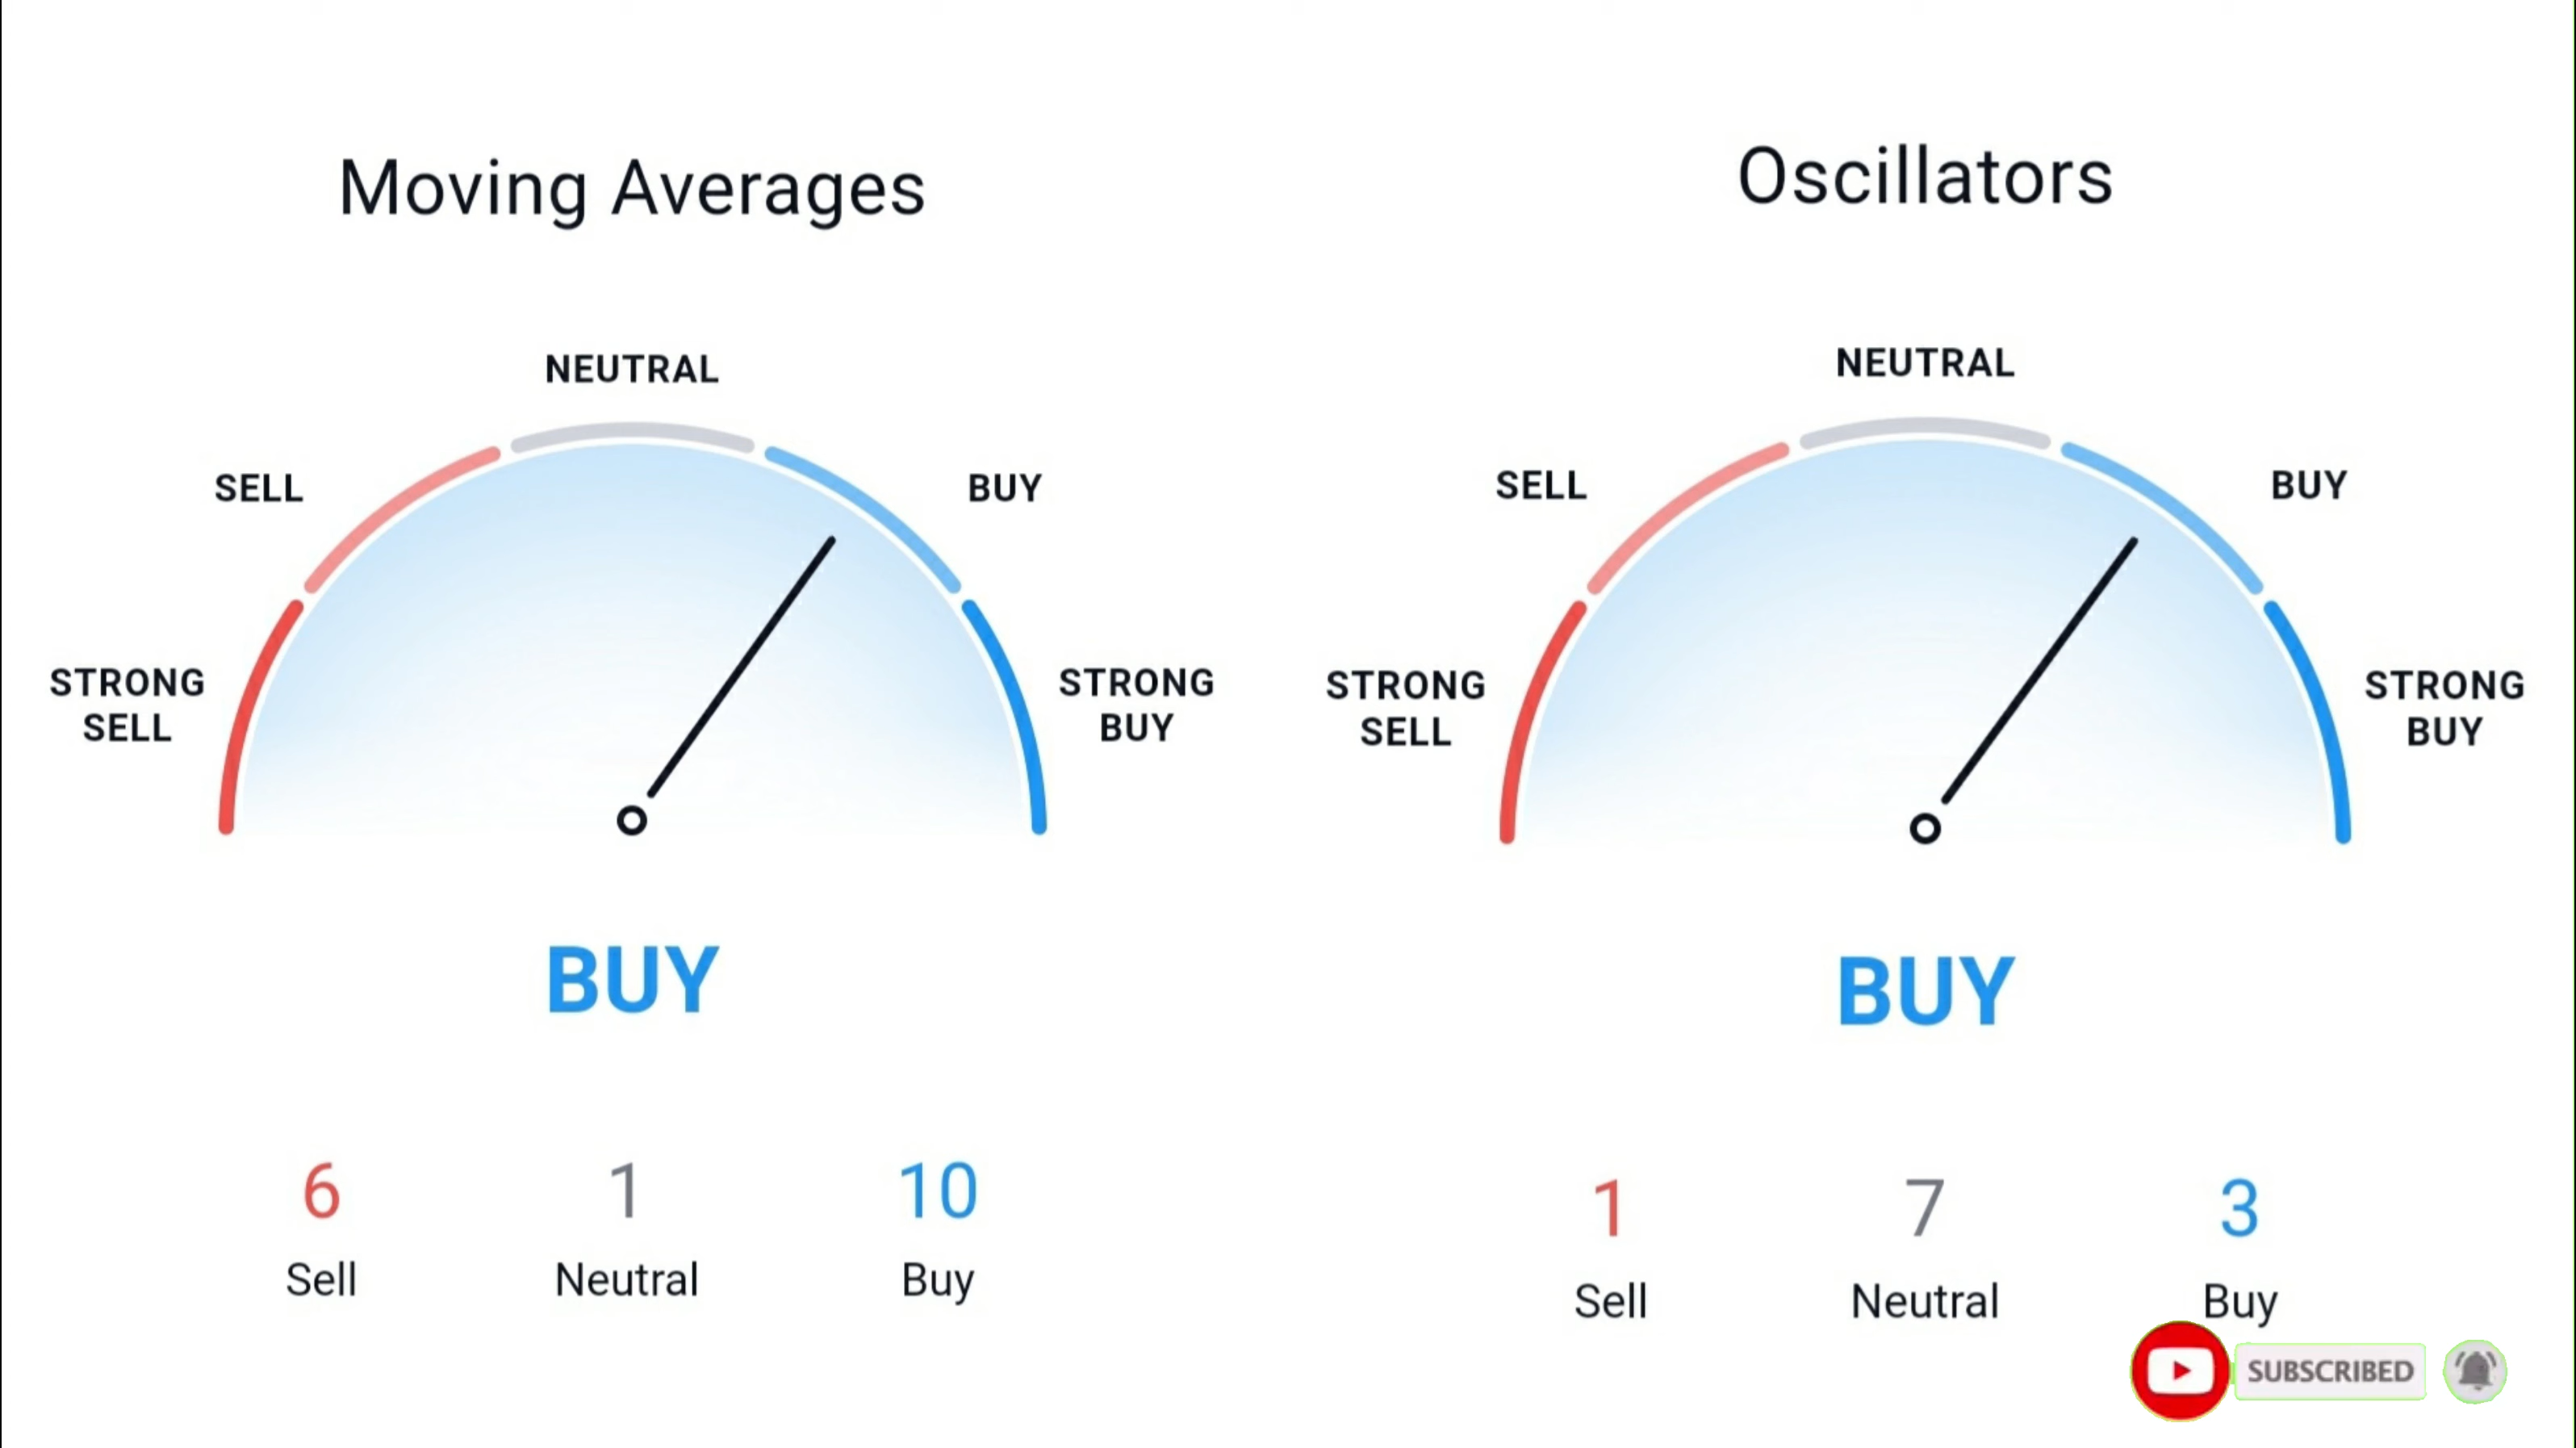 Moving Averages
NEUTRAL
SELL
BUY
STRONG
SELL
STRONG
BUY
BUY
6
1
10
Sell
Neutral
Buy
Oscillators
NEUTRAL
SELL
BUY
STRONG
SELL
STRONG
BUY
BUY
1
7
3
Sell
Neutral
Buy
SUBSCRIBED